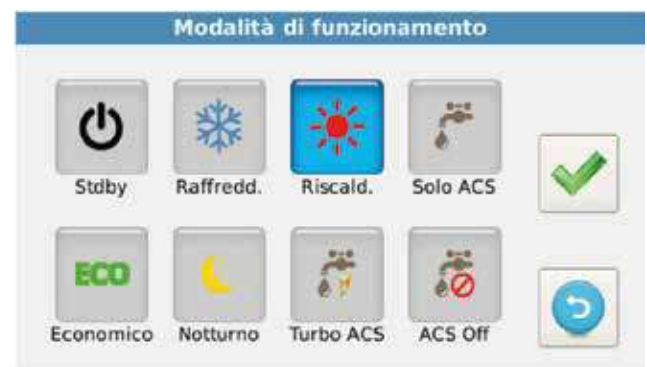 Modalità di funzionamento
Stdby Raffredd. Riscald. Solo ACS
ECO
Economico Notturno Turbo ACS ACS Off